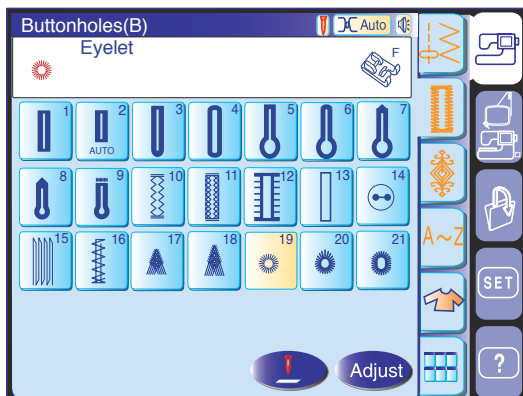 Buttonholes(B) Auto
Eyelet F
1 2 3 4 5 6 7
AUTO
8 9 10 11 12 13 14
A~Z
15 16 17 18 19 20 21
SET
Adjust ?